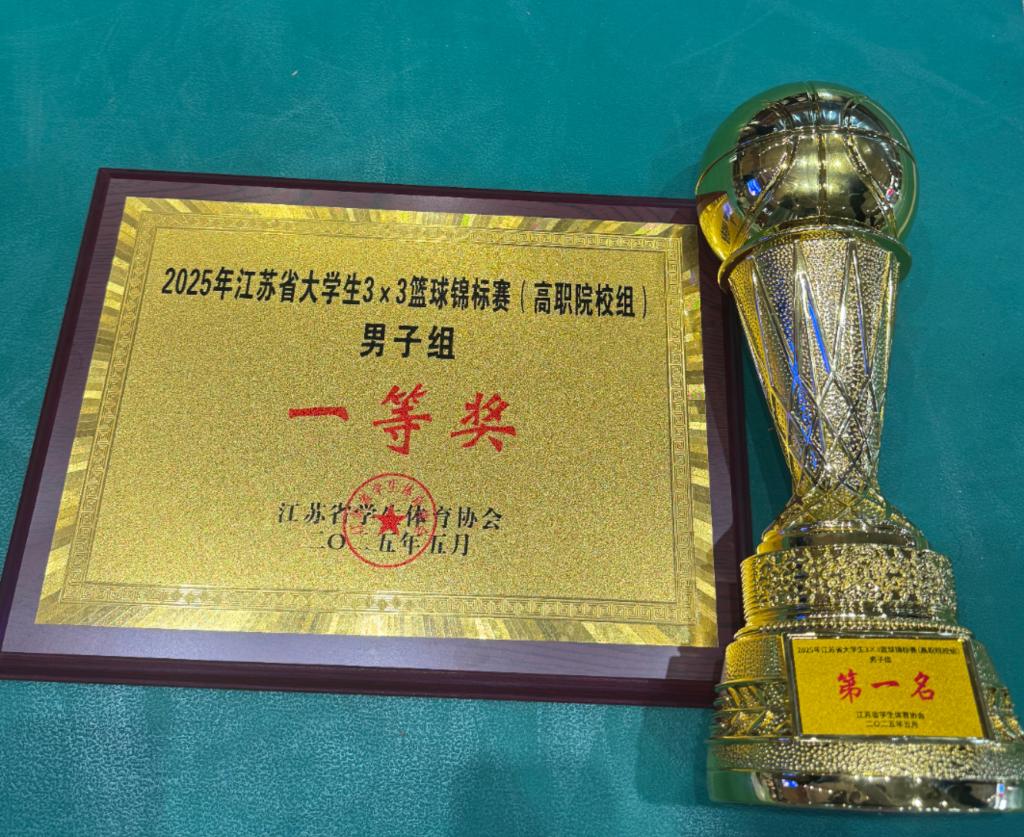 2025年江苏省大学生3x3篮球锦标赛（高职院校组）
男子组
一等奖
江苏省学生体育协会
二〇二五年五月
2025年江苏省大学生3×3篮球锦标赛(高职院校组)
男子组
第一名
江苏省学生体育协会
二〇二五年五月